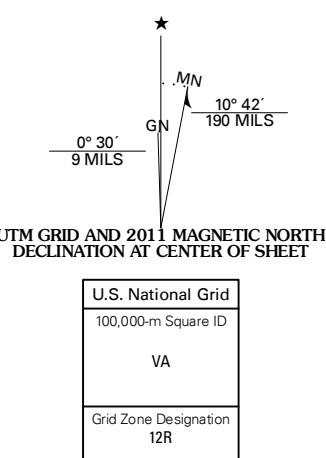 ★
MN
10° 42´
190 MILS
GN
0° 30´
9 MILS
UTM GRID AND 2011 MAGNETIC NORTH
DECLINATION AT CENTER OF SHEET
U.S. National Grid
100,000-m Square ID
VA
Grid Zone Designation
12R